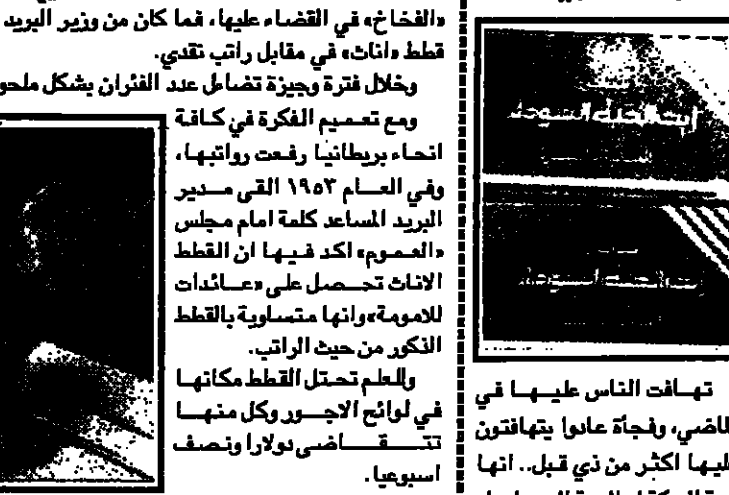 «الفخاخ» في القضاء عليها، فما كان من وزير البريد
قطط «اناث» في مقابل راتب نقدي.
وخلال فترة وجيزة تضاءل عدد الفئران بشكل ملحو
ومع تعميم الفكرة في كافة
انحاء بريطانيا رفعت رواتبها،
وفي العام ١٩٥٣ القى مدير
البريد المساعد كلمة امام مجلس
«العموم» اكد فيها ان القطط
الاناث تحصل على «عائدات
للامومة» وانها متساوية بالقطط
الذكور من حيث الراتب.
وللعلم تحتل القطط مكانها
في لوائح الاجور وكل منها
تتقاضى دولارا ونصف
اسبوعيا.
تهافت الناس عليها في
لماضي، وفجأة عادوا يتهافتون
عليها اكثر من ذي قبل.. انها